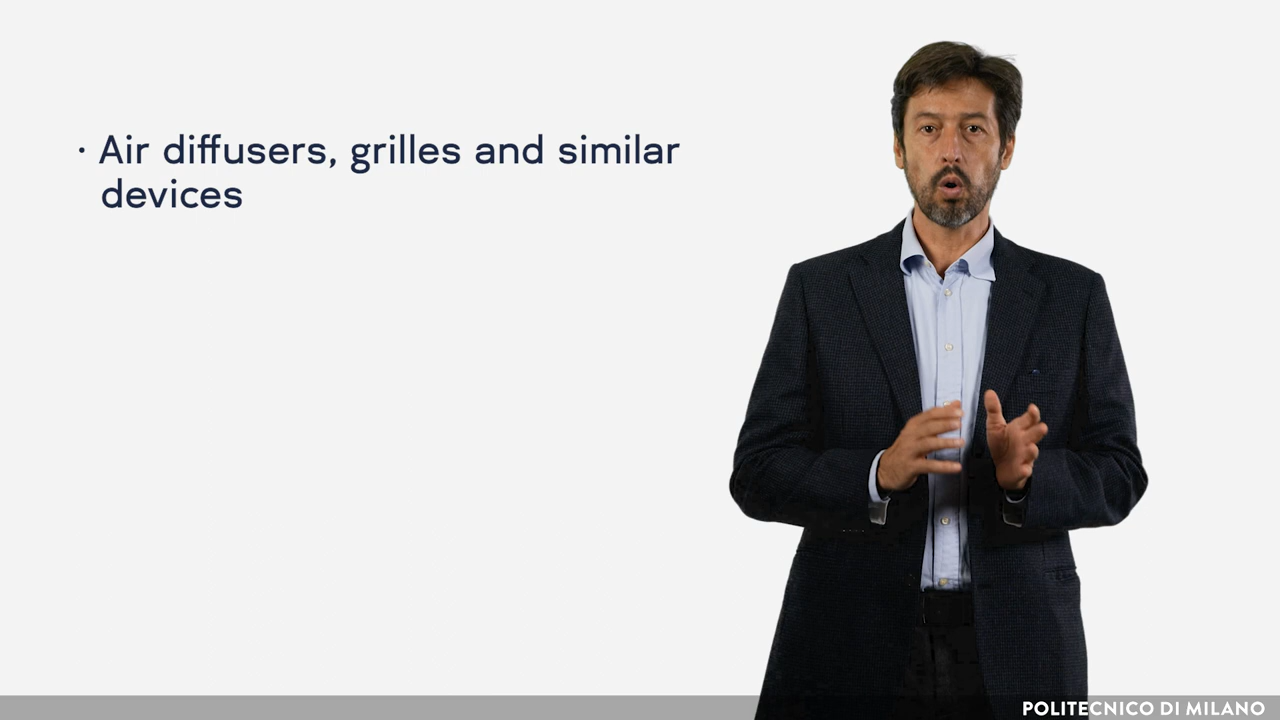 · Air diffusers, grilles and similar
devices
POLITECNICO DI MILANO